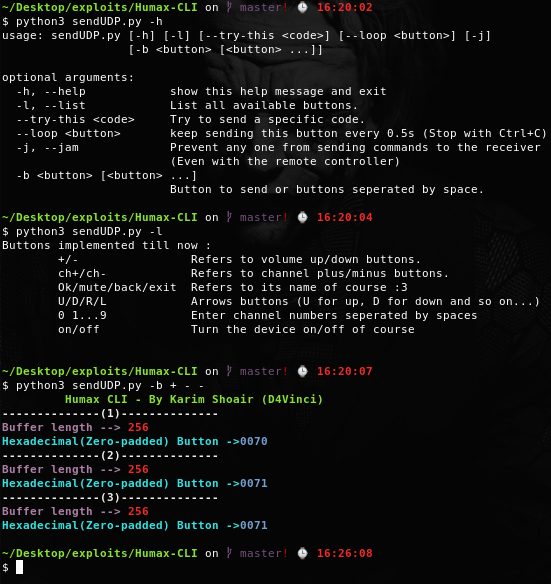 ~/Desktop/exploits/Humax-CLI on master! 16:20:02
$ python3 sendUDP.py -h
usage: sendUDP.py [-h] [-l] [--try-this <code>] [--loop <button>] [-j]
[-b <button> [<button> ...]]
optional arguments:
-h, --help show this help message and exit
-l, --list List all available buttons.
--try-this <code> Try to send a specific code.
--loop <button> keep sending this button every 0.5s (Stop with Ctrl+C)
-j, --jam Prevent any one from sending commands to the receiver
(Even with the remote controller)
-b <button> [<button> ...]
Button to send or buttons seperated by space.
~/Desktop/exploits/Humax-CLI on master! 16:20:04
$ python3 sendUDP.py -l
Buttons implemented till now :
+/- Refers to volume up/down buttons.
ch+/ch- Refers to channel plus/minus buttons.
Ok/mute/back/exit Refers to its name of course :3
U/D/R/L Arrows buttons (U for up, D for down and so on...)
0 1...9 Enter channel numbers seperated by spaces
on/off Turn the device on/off of course
~/Desktop/exploits/Humax-CLI on master! 16:20:07
$ python3 sendUDP.py -b + - -
Humax CLI - By Karim Shoair (D4Vinci)
--------------(1)--------------
Buffer length --> 256
Hexadecimal(Zero-padded) Button ->0070
--------------(2)--------------
Buffer length --> 256
Hexadecimal(Zero-padded) Button ->0071
--------------(3)--------------
Buffer length --> 256
Hexadecimal(Zero-padded) Button ->0071
~/Desktop/exploits/Humax-CLI on master! 16:26:08
$